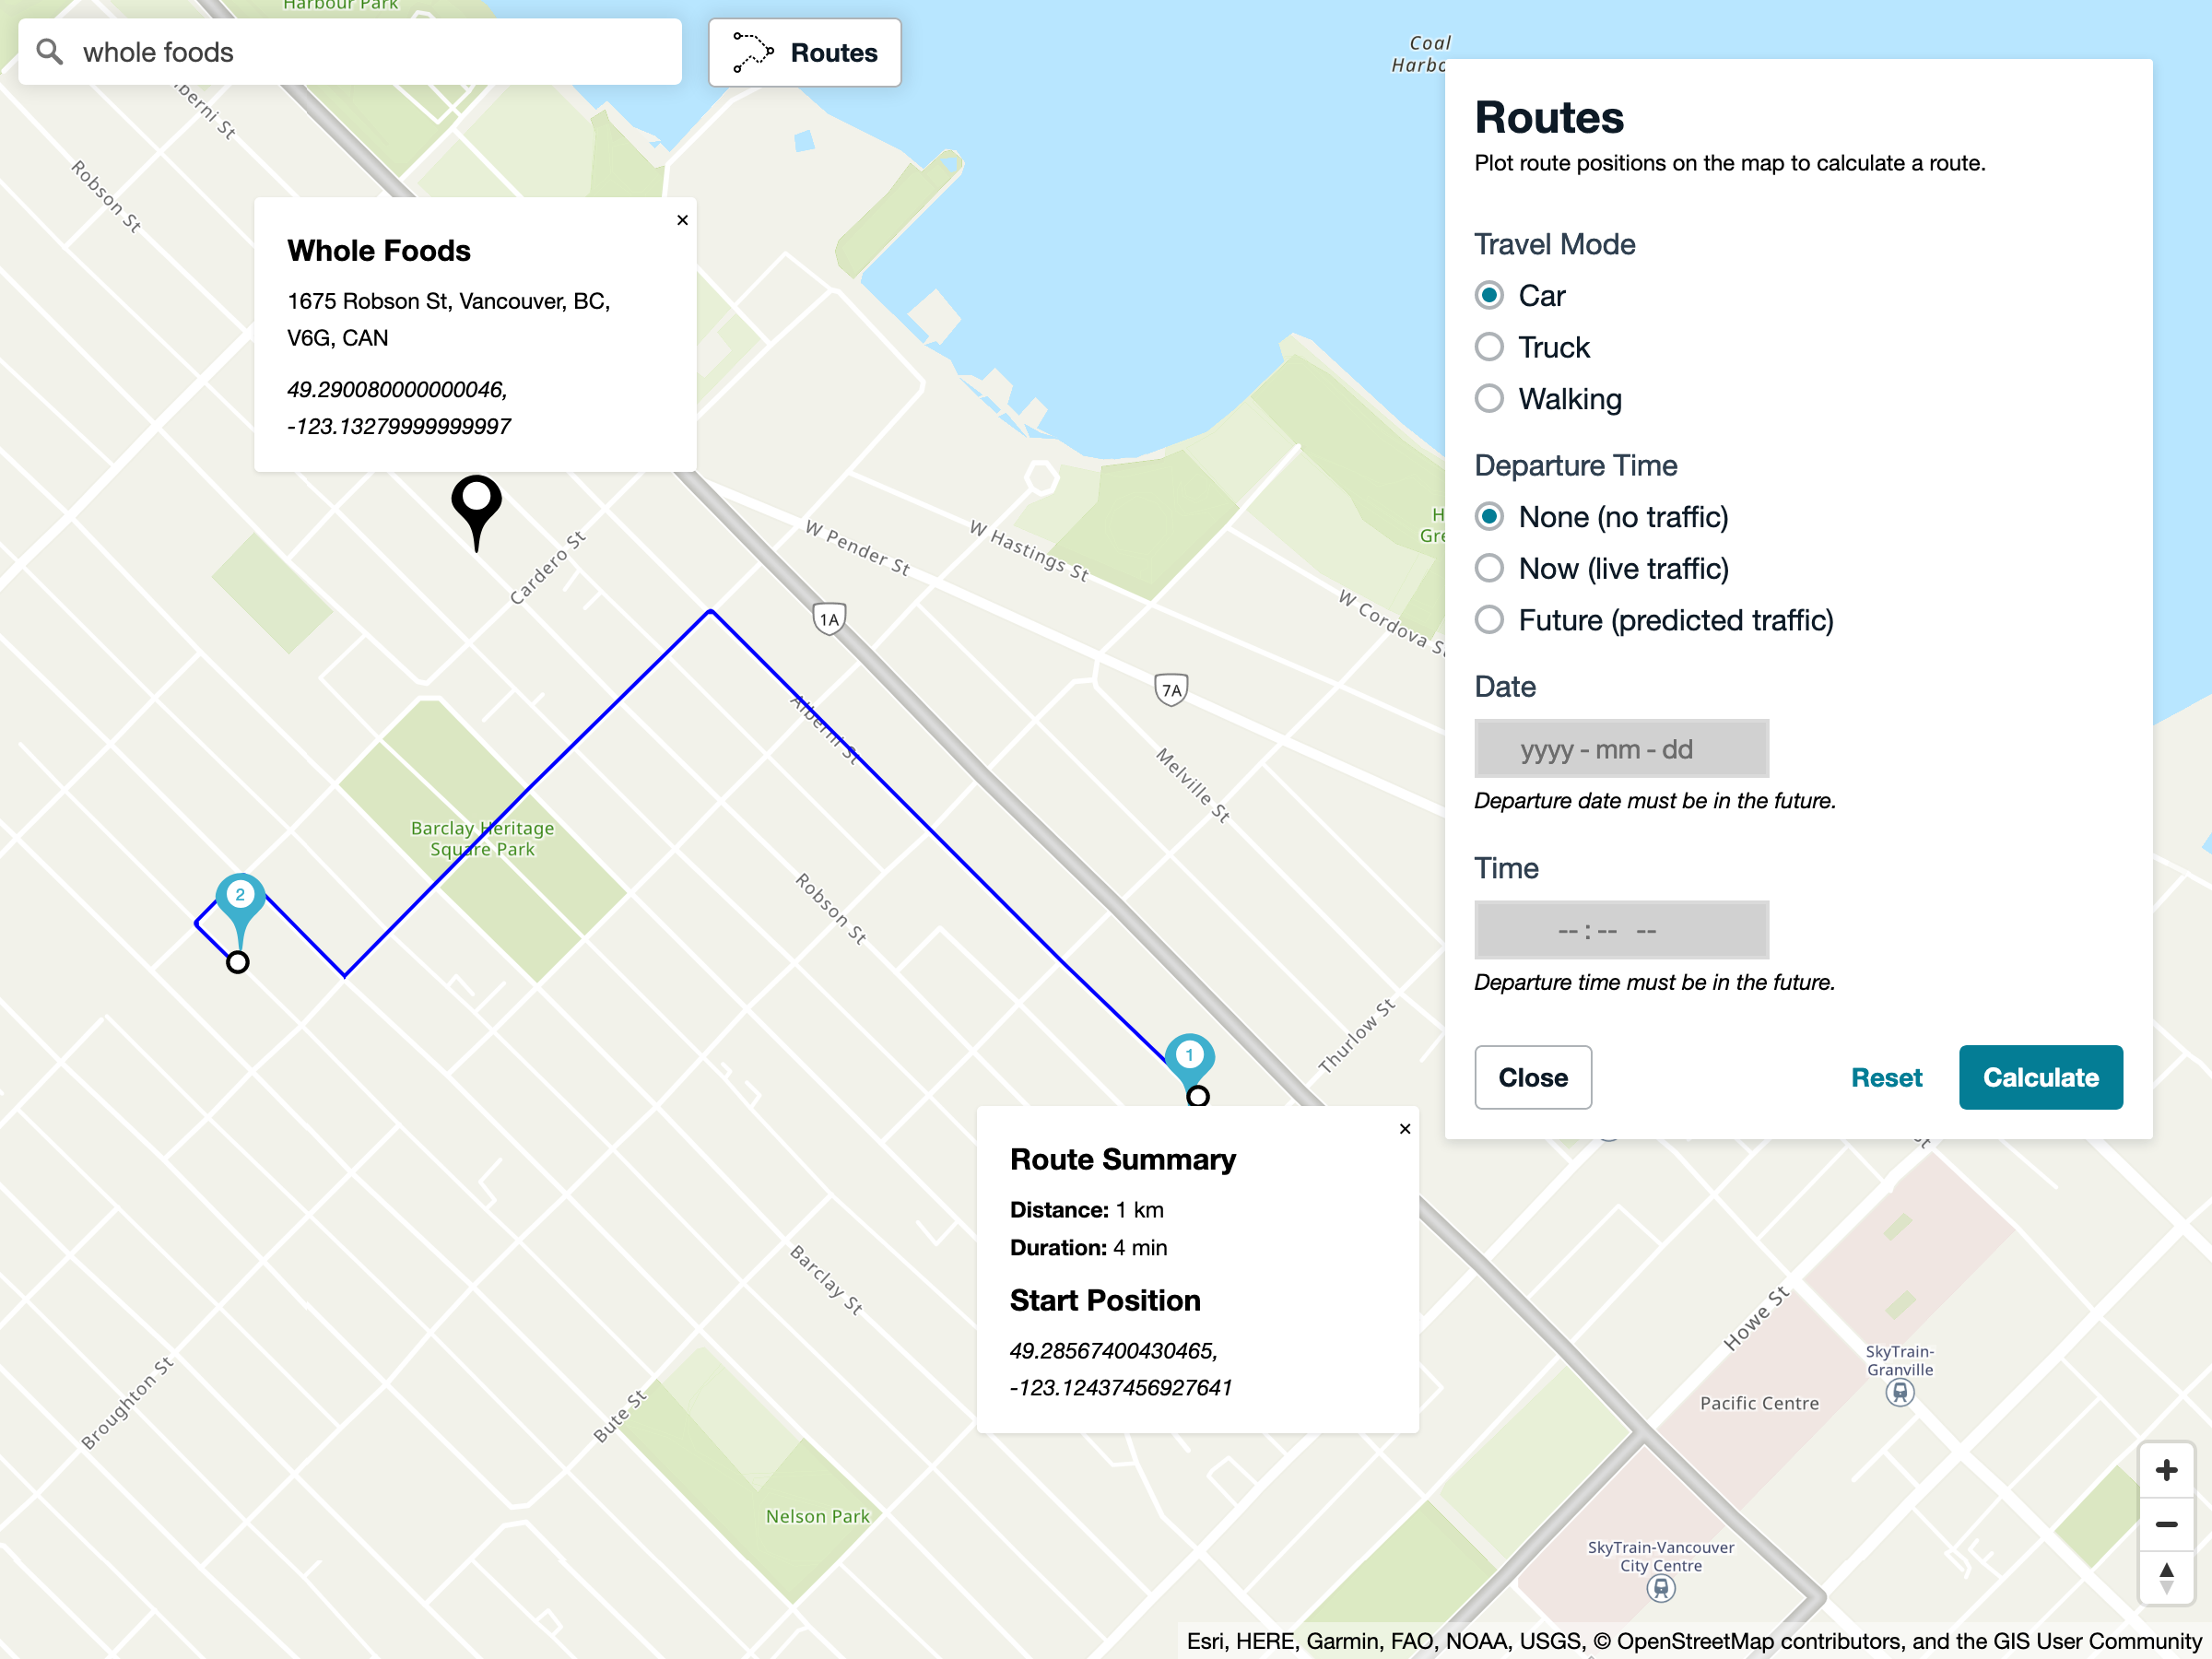 Harbour Park
whole foods
Routes
Coal
Harbo
lberni St
Robson St
×
Whole Foods
1675 Robson St, Vancouver, BC,
V6G, CAN
49.290080000000046,
-123.13279999999997
Cardero St
W Pender St
W Hastings St
W Cordova S
H
Gre
1A
7A
Alberni St
Melville St
Barclay Heritage
Square Park
Robson St
2
1
Thurlow St
×
Route Summary
Distance: 1 km
Duration: 4 min
Start Position
49.28567400430465,
-123.12437456927641
Barclay St
Broughton St
Bute St
Nelson Park
Howe St
SkyTrain-
Granville
Pacific Centre
SkyTrain-Vancouver
City Centre
Routes
Plot route positions on the map to calculate a route.
Travel Mode
Car
Truck
Walking
Departure Time
None (no traffic)
Now (live traffic)
Future (predicted traffic)
Date
yyyy - mm - dd
Departure date must be in the future.
Time
-- : -- --
Departure time must be in the future.
Close
Reset
Calculate
Esri, HERE, Garmin, FAO, NOAA, USGS, © OpenStreetMap contributors, and the GIS User Community